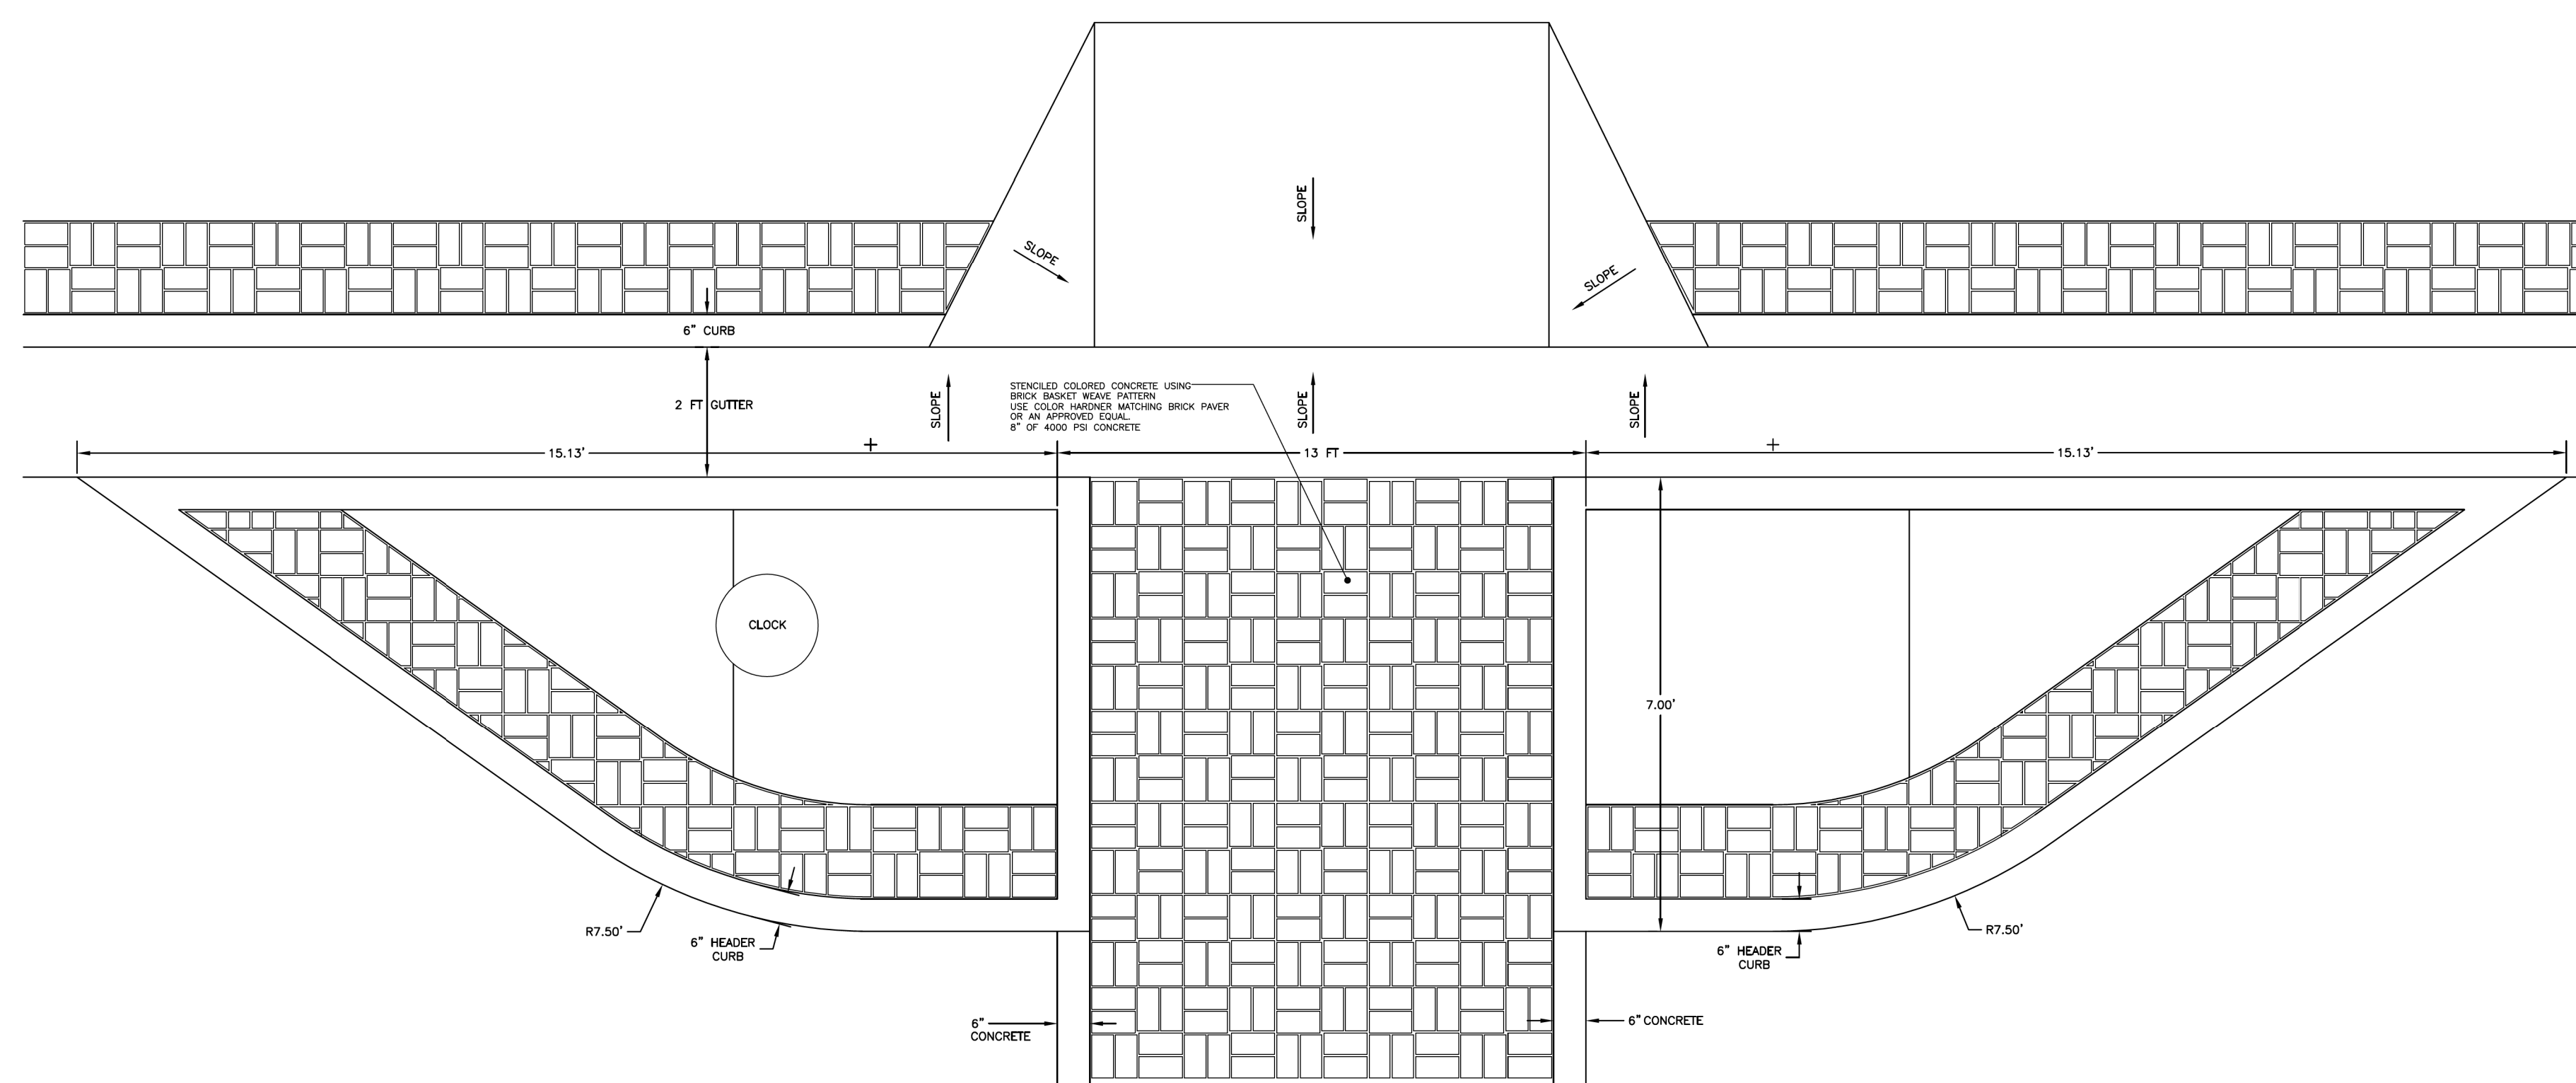 SLOPE
SLOPE
SLOPE
6" CURB
2 FT GUTTER
SLOPE
STENCILED COLORED CONCRETE USING
BRICK BASKET WEAVE PATTERN
USE COLOR HARDNER MATCHING BRICK PAVER
OR AN APPROVED EQUAL.
8" OF 4000 PSI CONCRETE
SLOPE
SLOPE
15.13'
13 FT
15.13'
CLOCK
7.00'
R7.50'
6" HEADER
CURB
6" HEADER
CURB
R7.50'
6"
CONCRETE
6" CONCRETE